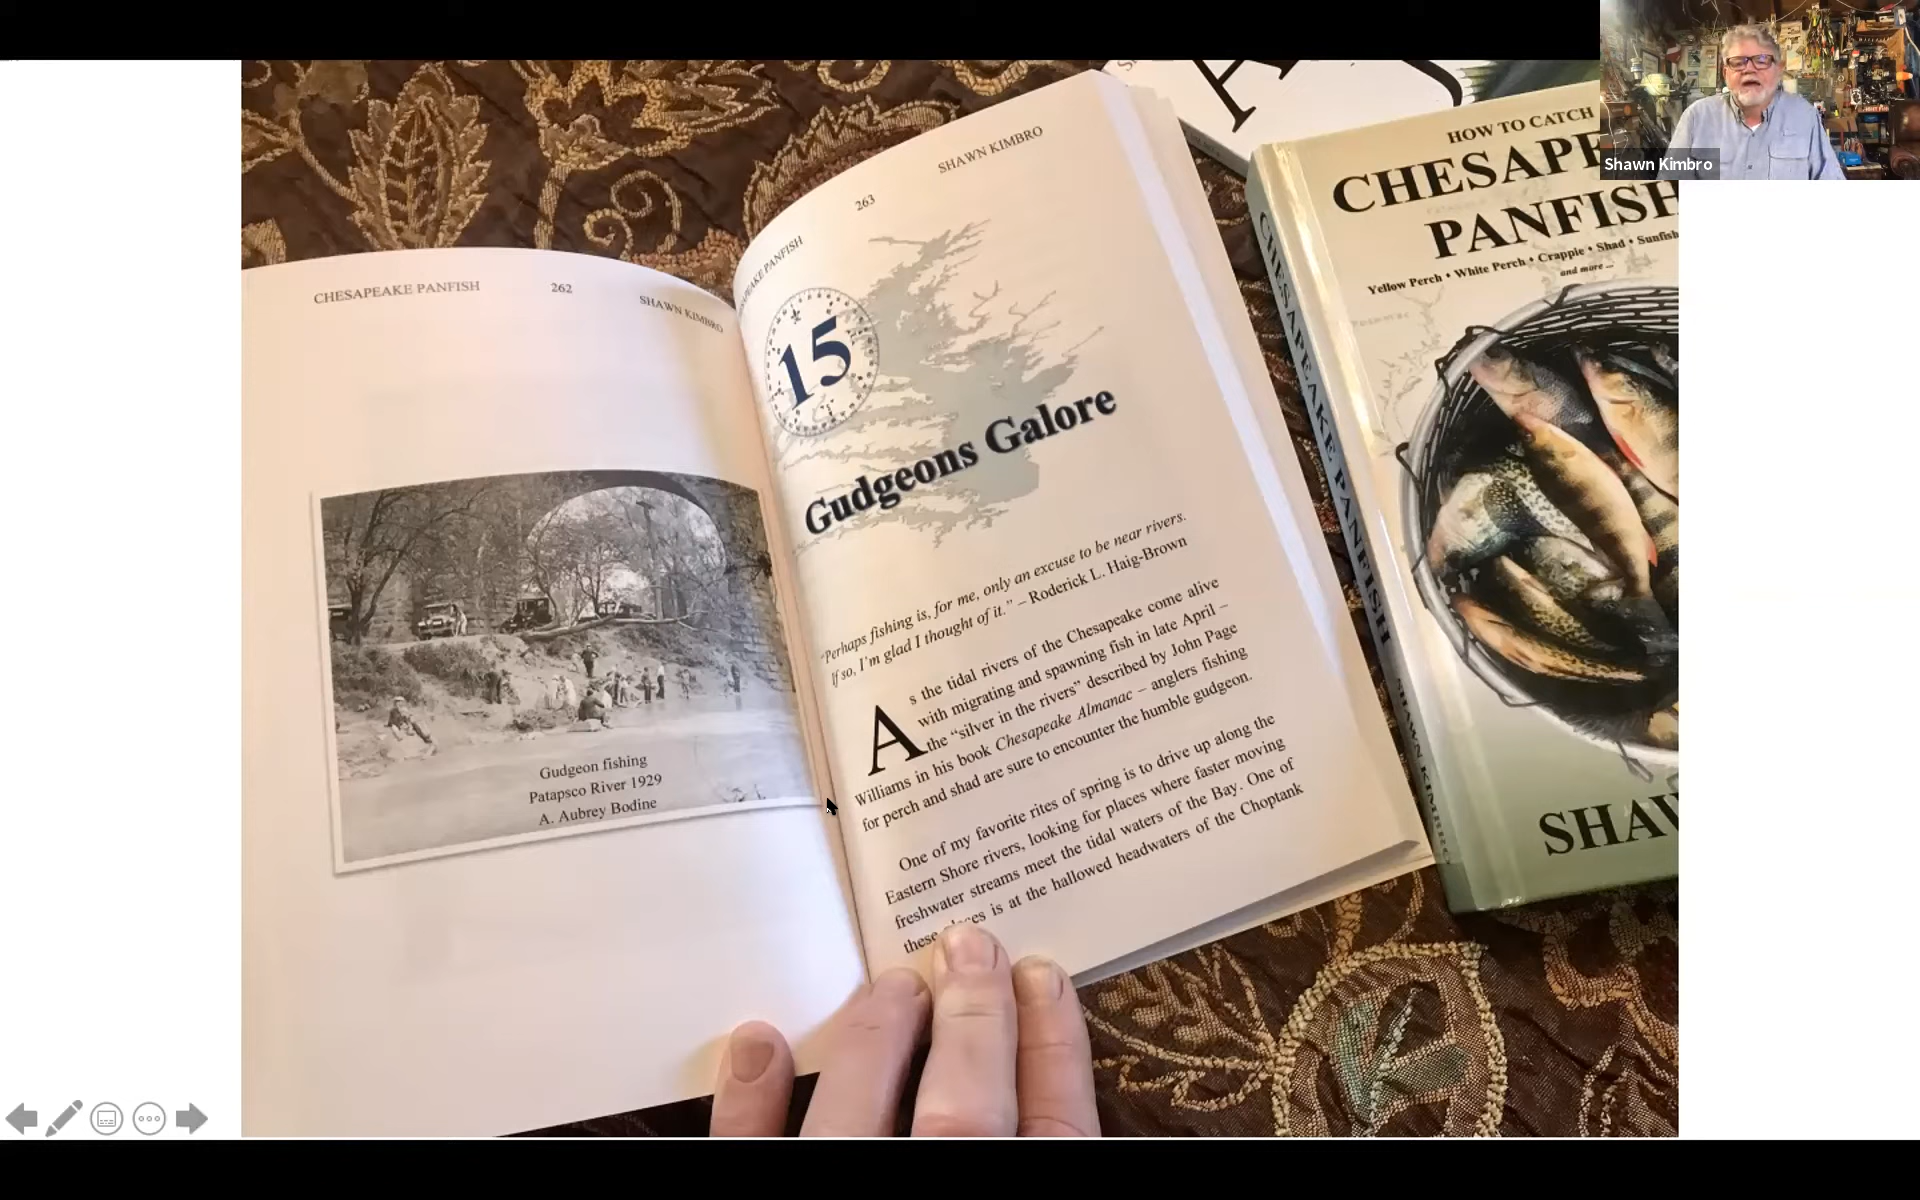 CHESAPEAKE PANFISH 262 SHAWN KIMBRO
Gudgeon fishing
Patapsco River 1929
A. Aubrey Bodine
PANFISH 263 SHAWN KIMBRO
15
Gudgeons Galore
"Perhaps fishing is, for me, only an excuse to be near rivers.
If so, I'm glad I thought of it." – Roderick L. Haig-Brown
As the tidal rivers of the Chesapeake come alive
with migrating and spawning fish in late April –
the "silver in the rivers" described by John Page
Williams in his book Chesapeake Almanac – anglers fishing
for perch and shad are sure to encounter the humble gudgeon.
One of my favorite rites of spring is to drive up along the
Eastern Shore rivers, looking for places where faster moving
freshwater streams meet the tidal waters of the Bay. One of
these places is at the hallowed headwaters of the Choptank
HOW TO CATCH
CHESAPE
PANFISH
Yellow Perch • White Perch • Crappie • Shad • Sunfish
and more ...
SHAW
CHESAPEAKE PANFISH SHAWN KIMBRO
Shawn Kimbro